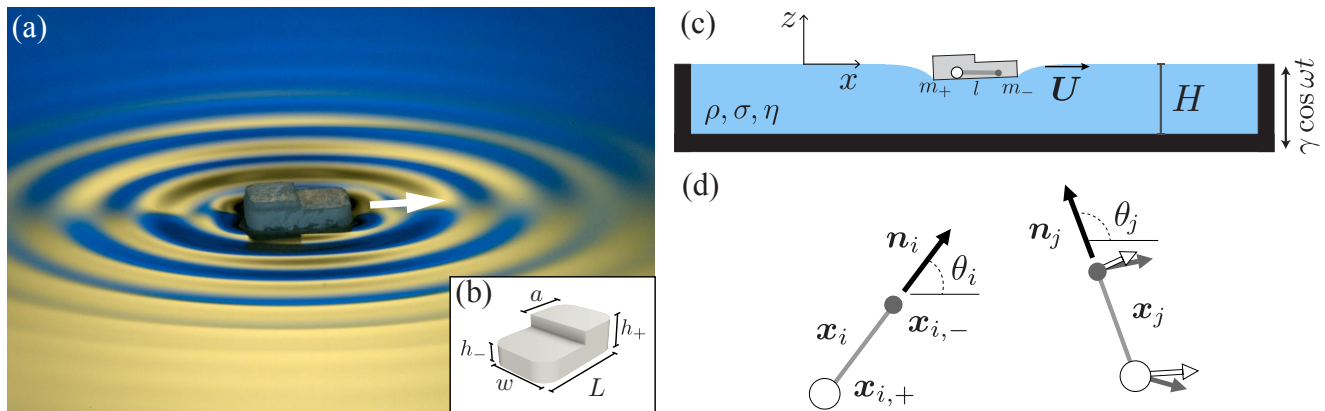 (a)
(b)
a
h₊
h₋
w
L
(c)
z
x
m₊
l
m₋
U
H
ρ, σ, η
γ cos ωt
(d)
nᵢ
θᵢ
xᵢ
xᵢ,₋
xᵢ,₊
nⱼ
θⱼ
xⱼ